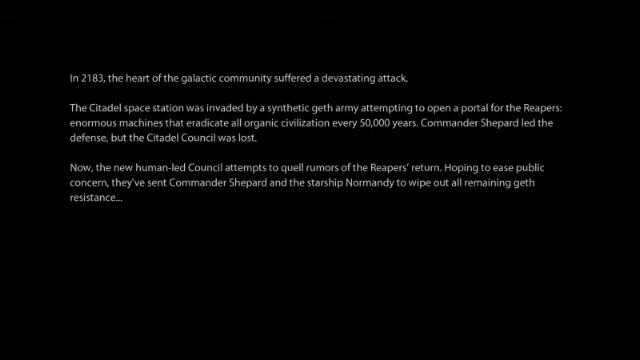 In 2183, the heart of the galactic community suffered a devastating attack.
The Citadel space station was invaded by a synthetic geth army attempting to open a portal for the Reapers:
enormous machines that eradicate all organic civilization every 50,000 years. Commander Shepard led the
defense, but the Citadel Council was lost.
Now, the new human-led Council attempts to quell rumors of the Reapers’ return. Hoping to ease public
concern, they've sent Commander Shepard and the starship Normandy to wipe out all remaining geth
resistance...